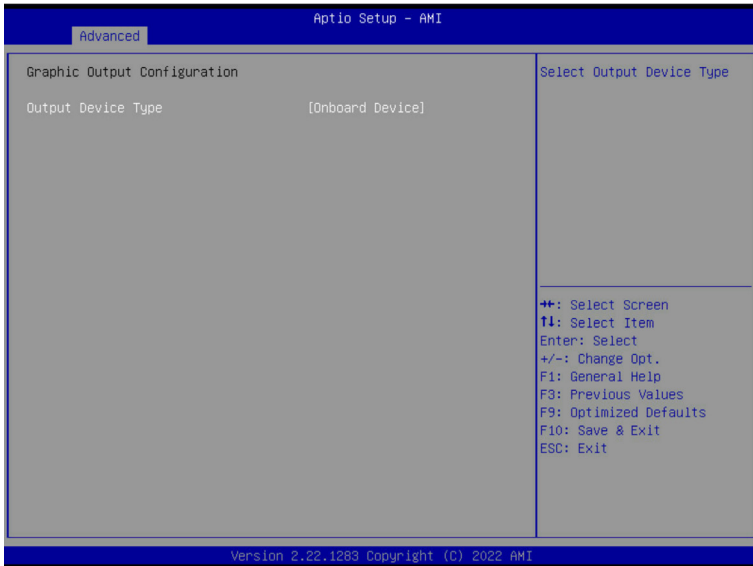 Aptio Setup – AMI
Advanced
Graphic Output Configuration
Output Device Type [Onboard Device]
Select Output Device Type
→←: Select Screen
↑↓: Select Item
Enter: Select
+/-: Change Opt.
F1: General Help
F3: Previous Values
F9: Optimized Defaults
F10: Save & Exit
ESC: Exit
Version 2.22.1283 Copyright (C) 2022 AMI